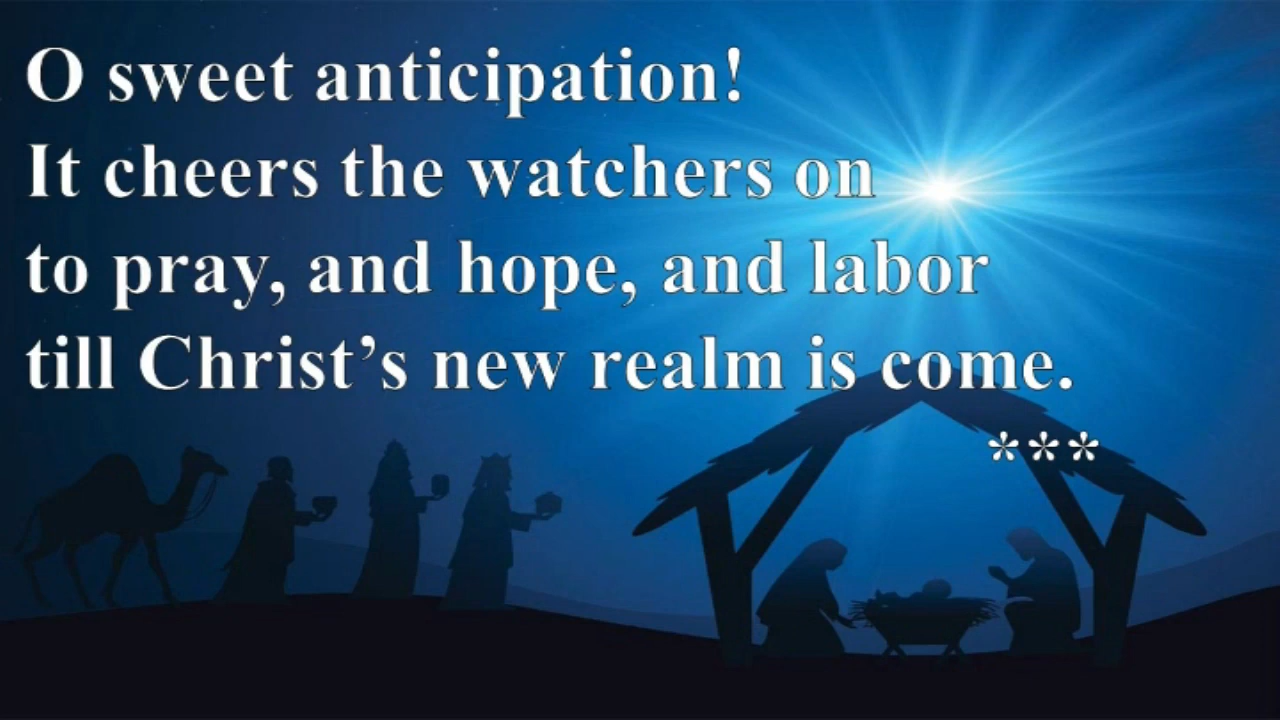 O sweet anticipation!
It cheers the watchers on
to pray, and hope, and labor
till Christ’s new realm is come.
***